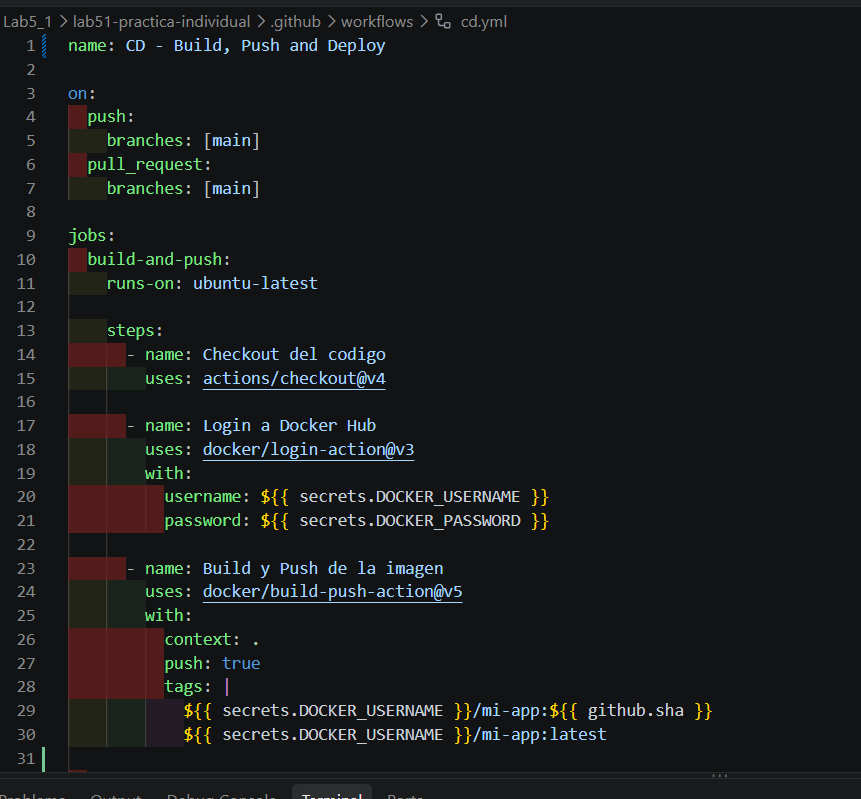 Lab5_1 > lab51-practica-individual > .github > workflows > cd.yml
1 name: CD - Build, Push and Deploy
2
3 on:
4 push:
5 branches: [main]
6 pull_request:
7 branches: [main]
8
9 jobs:
10 build-and-push:
11 runs-on: ubuntu-latest
12
13 steps:
14 - name: Checkout del codigo
15 uses: actions/checkout@v4
16
17 - name: Login a Docker Hub
18 uses: docker/login-action@v3
19 with:
20 username: ${{ secrets.DOCKER_USERNAME }}
21 password: ${{ secrets.DOCKER_PASSWORD }}
22
23 - name: Build y Push de la imagen
24 uses: docker/build-push-action@v5
25 with:
26 context: .
27 push: true
28 tags: |
29 ${{ secrets.DOCKER_USERNAME }}/mi-app:${{ github.sha }}
30 ${{ secrets.DOCKER_USERNAME }}/mi-app:latest
31
Problems Output Debug Console Terminal Ports